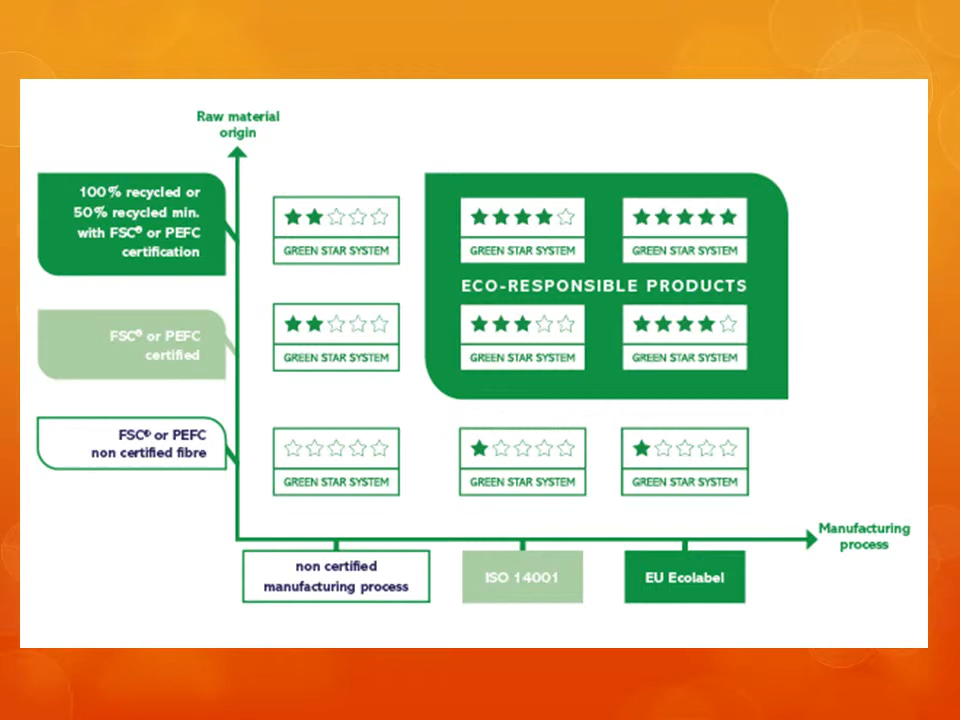 Raw material
origin
100% recycled or
50% recycled min.
with FSC® or PEFC
certification
GREEN STAR SYSTEM
GREEN STAR SYSTEM
GREEN STAR SYSTEM
ECO-RESPONSIBLE PRODUCTS
FSC® or PEFC
certified
GREEN STAR SYSTEM
GREEN STAR SYSTEM
GREEN STAR SYSTEM
FSC® or PEFC
non certified fibre
GREEN STAR SYSTEM
GREEN STAR SYSTEM
GREEN STAR SYSTEM
Manufacturing
process
non certified
manufacturing process
ISO 14001
EU Ecolabel